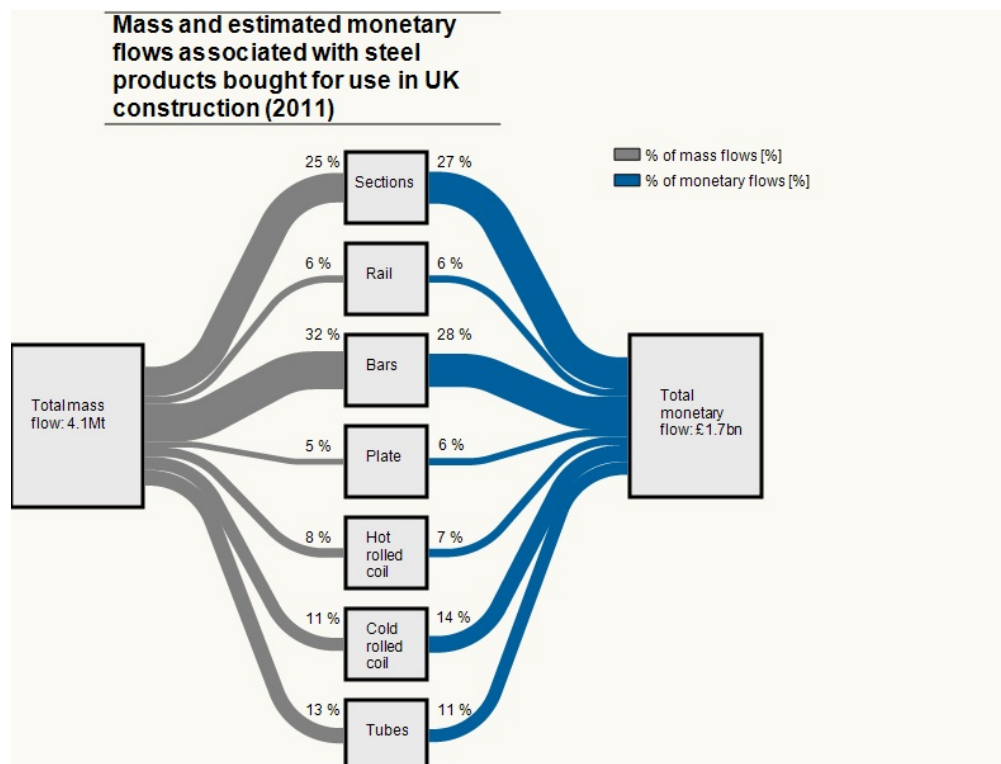 Mass and estimated monetary
flows associated with steel
products bought for use in UK
construction (2011)
% of mass flows [%]
% of monetary flows [%]
25 %
Sections
27 %
6 %
Rail
6 %
32 %
Bars
28 %
Total mass
flow: 4.1Mt
Total
monetary
flow: £1.7bn
5 %
Plate
6 %
8 %
Hot
rolled
coil
7 %
11 %
Cold
rolled
coil
14 %
13 %
Tubes
11 %